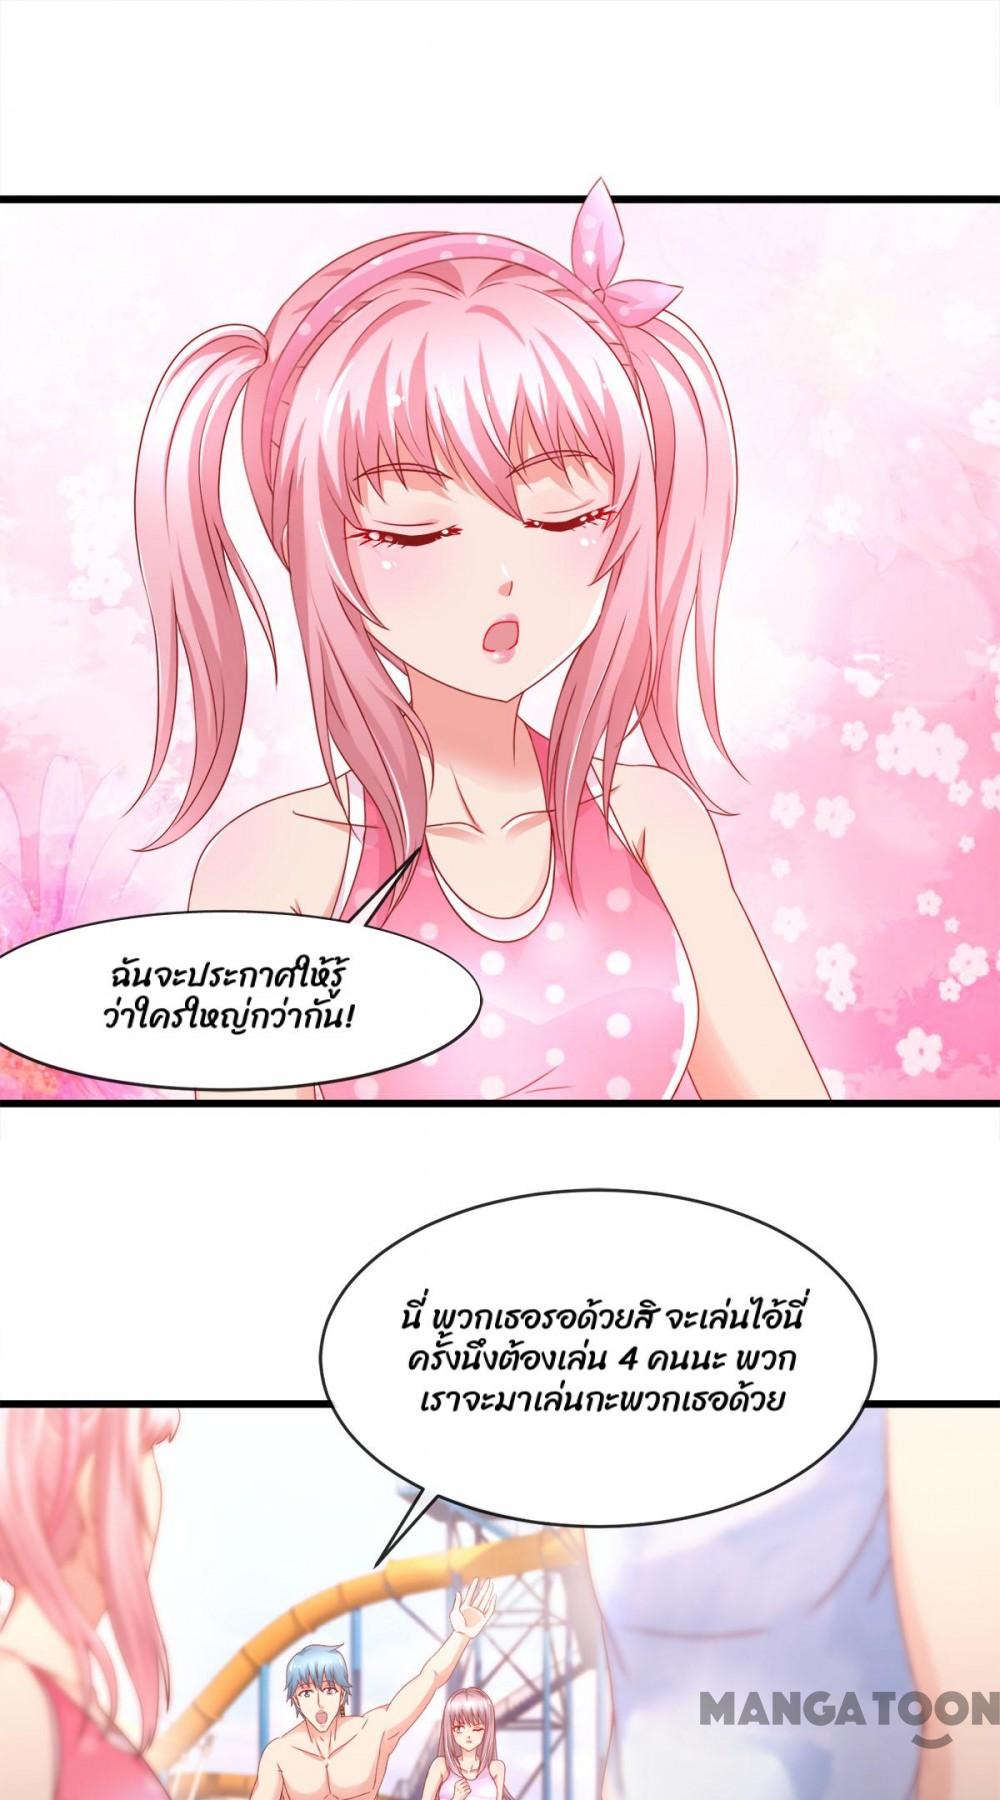 ฉันจะประกาศให้รู้
ว่าใครใหญ่กว่ากัน!
นี่ พวกเธอรอด้วยสิ จะเล่นไอ้นี่
ครั้งนึงต้องเล่น 4 คนนะ พวก
เราจะมาเล่นกะพวกเธอด้วย
MANGATOON